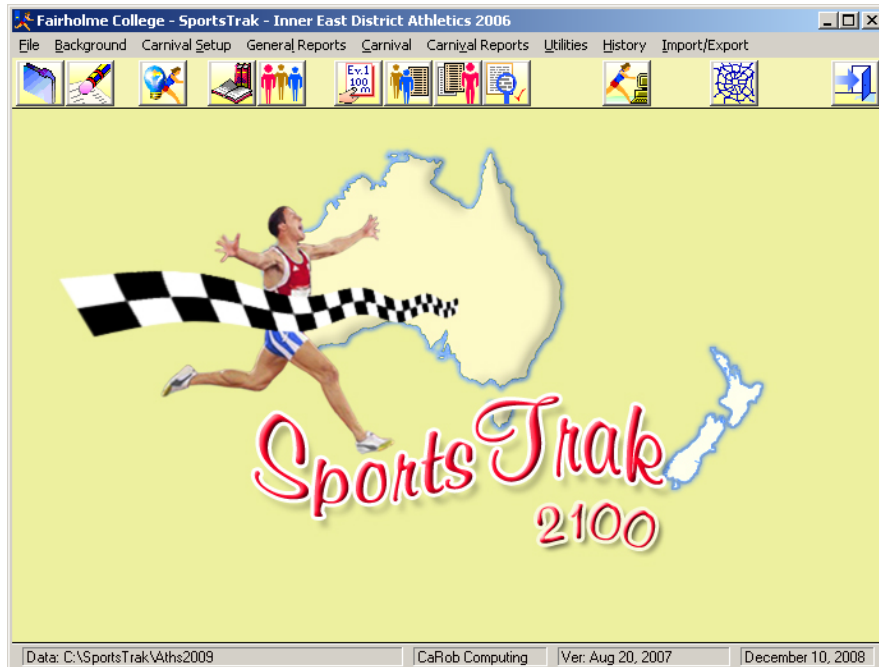 Fairholme College - SportsTrak - Inner East District Athletics 2006
File Background Carnival Setup General Reports Carnival Carnival Reports Utilities History Import/Export
Ev.1
100
m
SportsTrak
2100
Data: C:\SportsTrak\Aths2009 CaRob Computing Ver: Aug 20, 2007 December 10, 2008